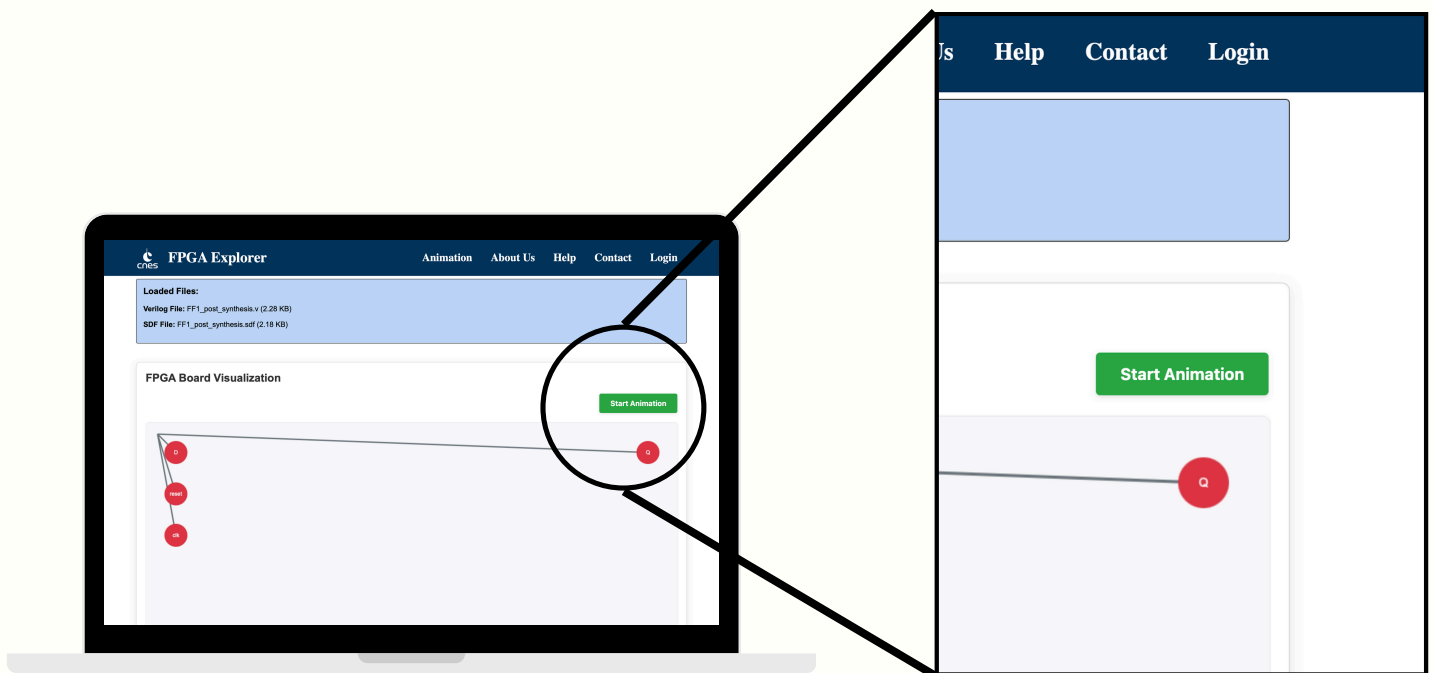 cnes
FPGA Explorer Animation About Us Help Contact Login
Loaded Files:
Verilog File: FF1_post_synthesis.v (2.28 KB)
SDF File: FF1_post_synthesis.sdf (2.18 KB)
FPGA Board Visualization
Start Animation
D
Q
reset
clk
Us Help Contact Login
Start Animation
Q